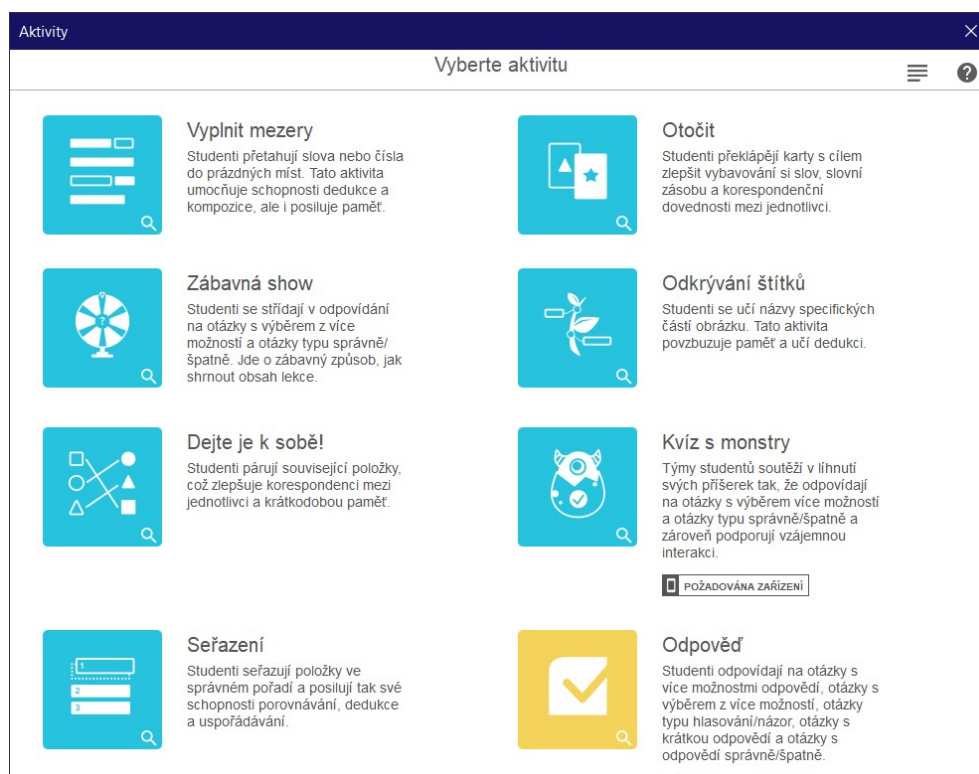 Aktivity
Vyberte aktivitu
Vyplnit mezery
Studenti přetahují slova nebo čísla
do prázdných míst. Tato aktivita
umocňuje schopnosti dedukce a
kompozice, ale i posiluje paměť.
Otočit
Studenti překlápějí karty s cílem
zlepšit vybavování si slov, slovní
zásobu a korespondenční
dovednosti mezi jednotlivci.
Zábavná show
Studenti se střídají v odpovídání
na otázky s výběrem z více
možností a otázky typu správně/
špatně. Jde o zábavný způsob, jak
shrnout obsah lekce.
Odkrývání štítků
Studenti se učí názvy specifických
částí obrázku. Tato aktivita
povzbuzuje paměť a učí dedukci.
Dejte je k sobě!
Studenti párují související položky,
což zlepšuje korespondenci mezi
jednotlivci a krátkodobou paměť.
Kvíz s monstry
Týmy studentů soutěží v líhnutí
svých příšerek tak, že odpovídají
na otázky s výběrem více možností
a otázky typu správně/špatně a
zároveň podporují vzájemnou
interakci.
POŽADOVÁNA ZAŘÍZENÍ
1
2
3
Seřazení
Studenti seřazují položky ve
správném pořadí a posilují tak své
schopnosti porovnávání, dedukce
a uspořádávání.
Odpověď
Studenti odpovídají na otázky s
více možnostmi odpovědí, otázky s
výběrem z více možností, otázky
typu hlasování/názor, otázky s
krátkou odpovědí a otázky s
odpovědí správně/špatně.